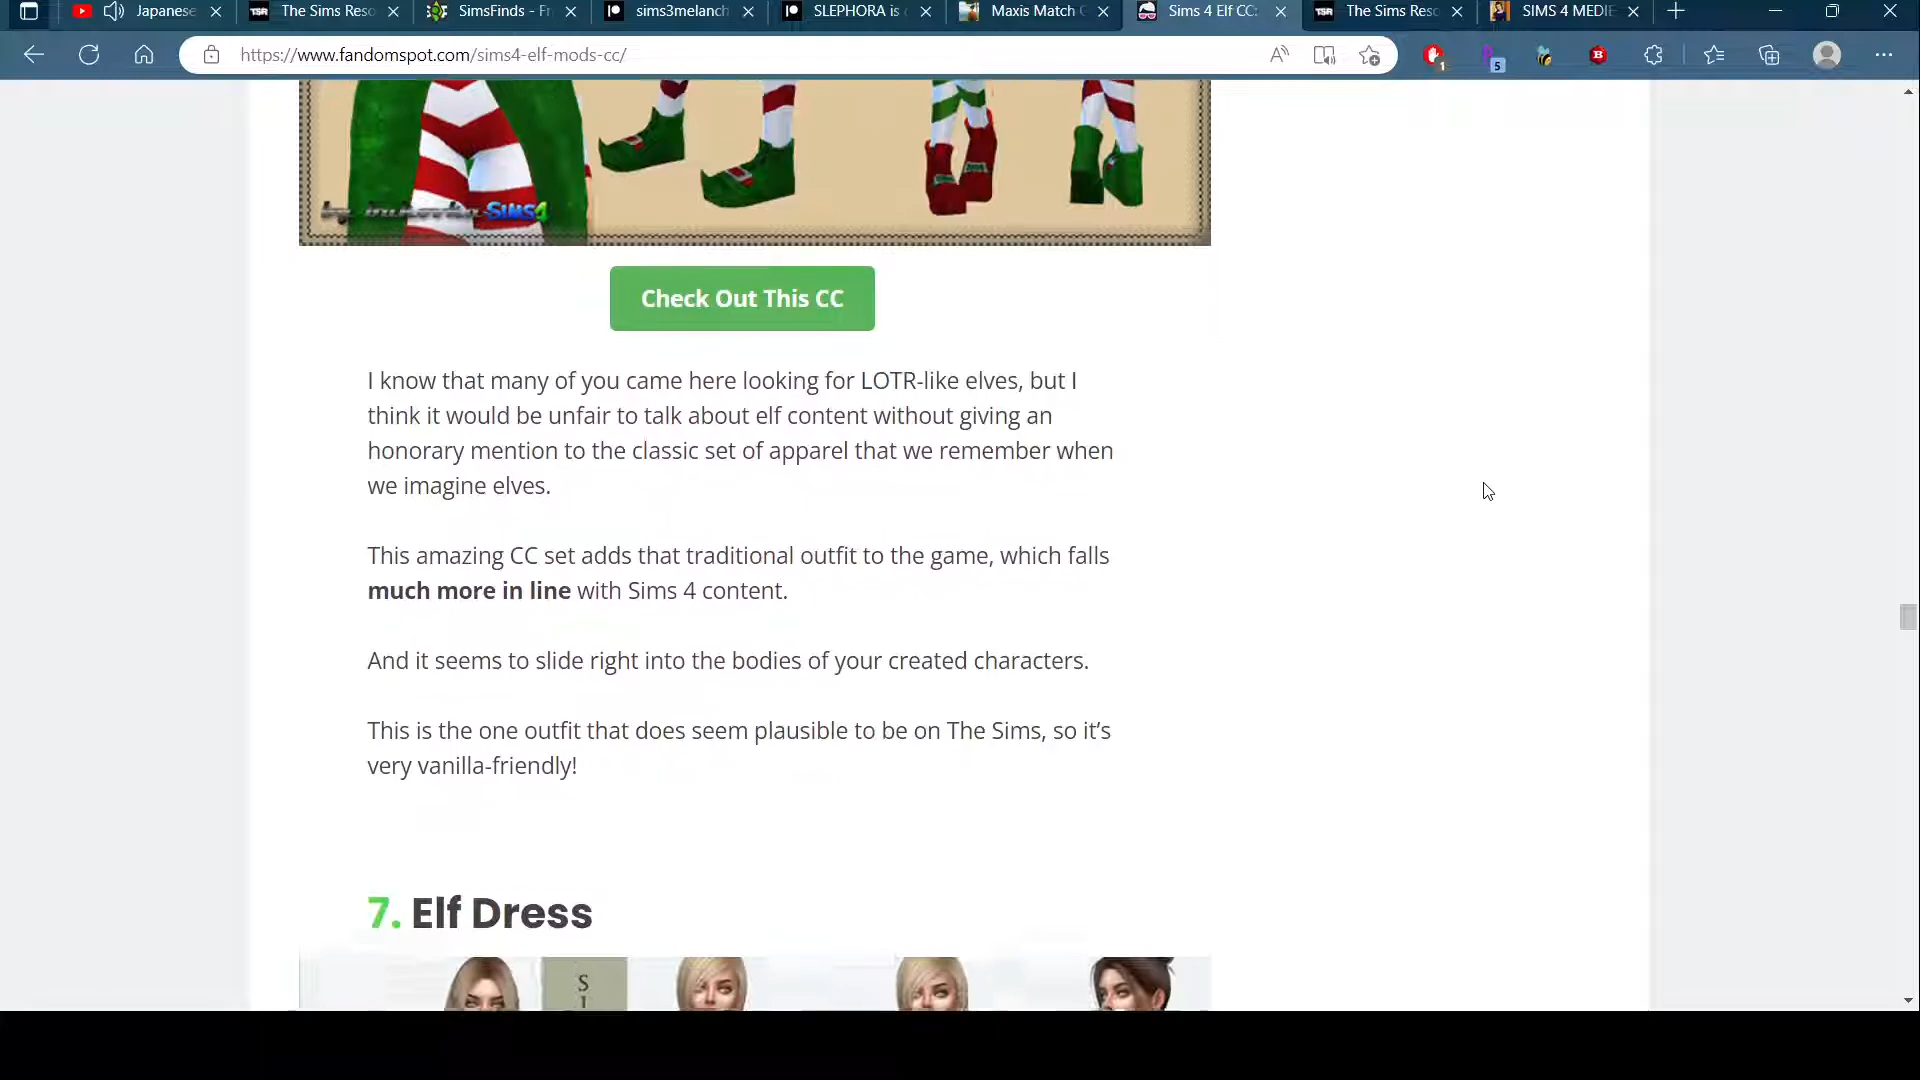 Japanese
The Sims Reso
SimsFinds - Fr
sims3melanch
SLEPHORA is
Maxis Match
Sims 4 Elf CC:
The Sims Reso
SIMS 4 MEDIE
https://www.fandomspot.com/sims4-elf-mods-cc/
1
5
SIMS4
Check Out This CC
I know that many of you came here looking for LOTR-like elves, but I
think it would be unfair to talk about elf content without giving an
honorary mention to the classic set of apparel that we remember when
we imagine elves.
This amazing CC set adds that traditional outfit to the game, which falls
much more in line with Sims 4 content.
And it seems to slide right into the bodies of your created characters.
This is the one outfit that does seem plausible to be on The Sims, so it’s
very vanilla-friendly!
7. Elf Dress
S
I